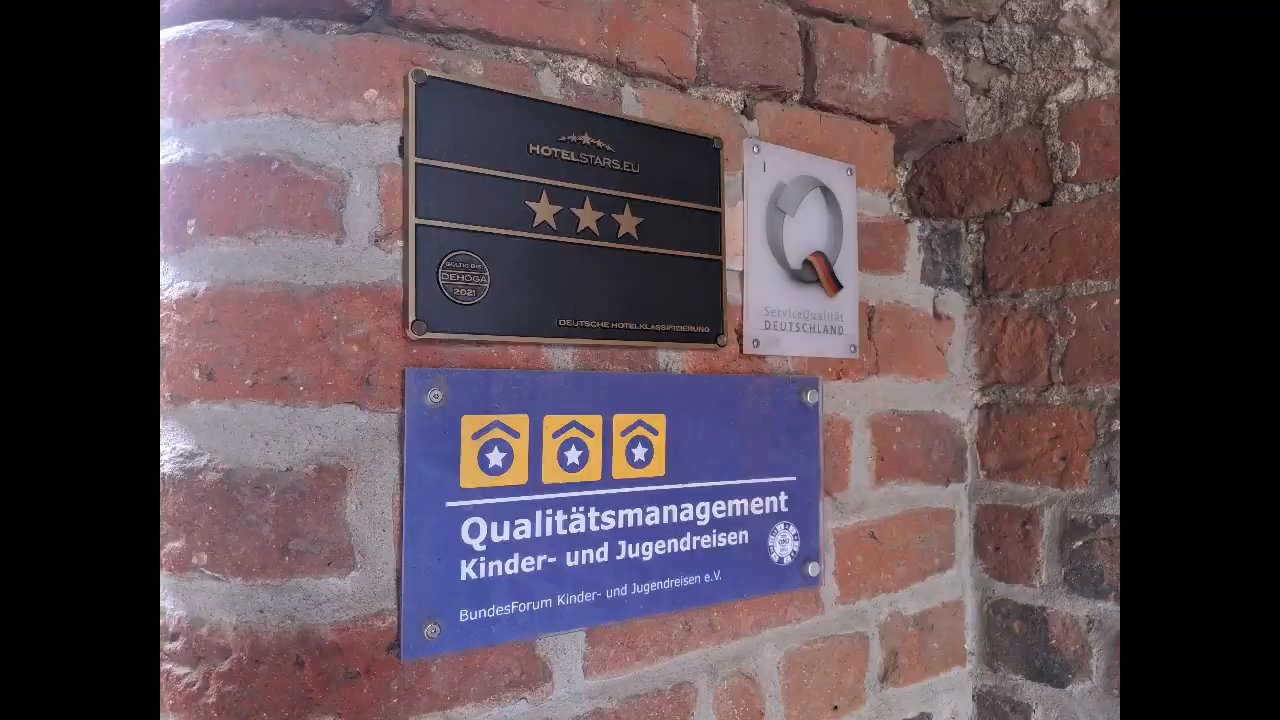 HOTELSTARS.EU
GÜLTIG BIS
DEHOGA
2021
DEUTSCHE HOTELKLASSIFIZIERUNG
I
ServiceQualität
DEUTSCHLAND
Qualitätsmanagement
Kinder- und Jugendreisen
BundesForum Kinder- und Jugendreisen e.V.